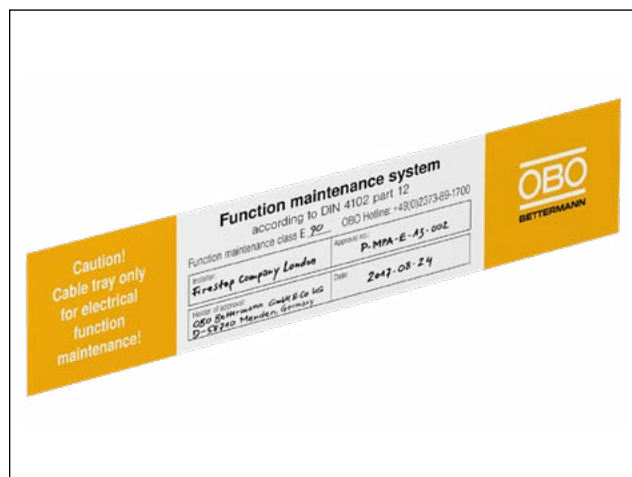 Caution!
Cable tray only
for electrical
function
maintenance!
Function maintenance system
according to DIN 4102 part 12
Function maintenance class E 90 OBO Hotline: +49(0)2373-89-1700
Installer:
Firestop Company London
Approval no.:
P-MPA-E-13-002
Holder of approval:
OBO Bettermann GmbH & Co KG
D-58710 Menden, Germany
Date:
2017-08-24
OBO
BETTERMANN